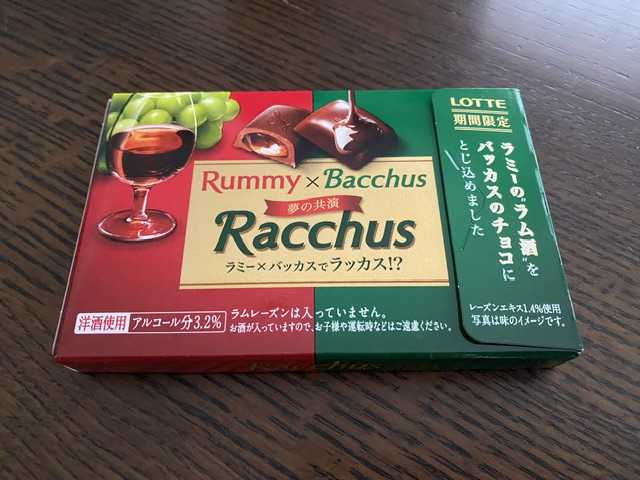 LOTTE
期間限定
ラミーの"ラム酒"を
バッカスのチョコに
とじ込めました
Rummy×Bacchus
夢の共演
Racchus
ラミー×バッカスでラッカス!?
洋酒使用 アルコール分3.2%
ラムレーズンは入っていません。
お酒が入っていますので、お子様や運転時などはご遠慮ください。
レーズンエキス1.4%使用
写真は味のイメージです。
Racchus